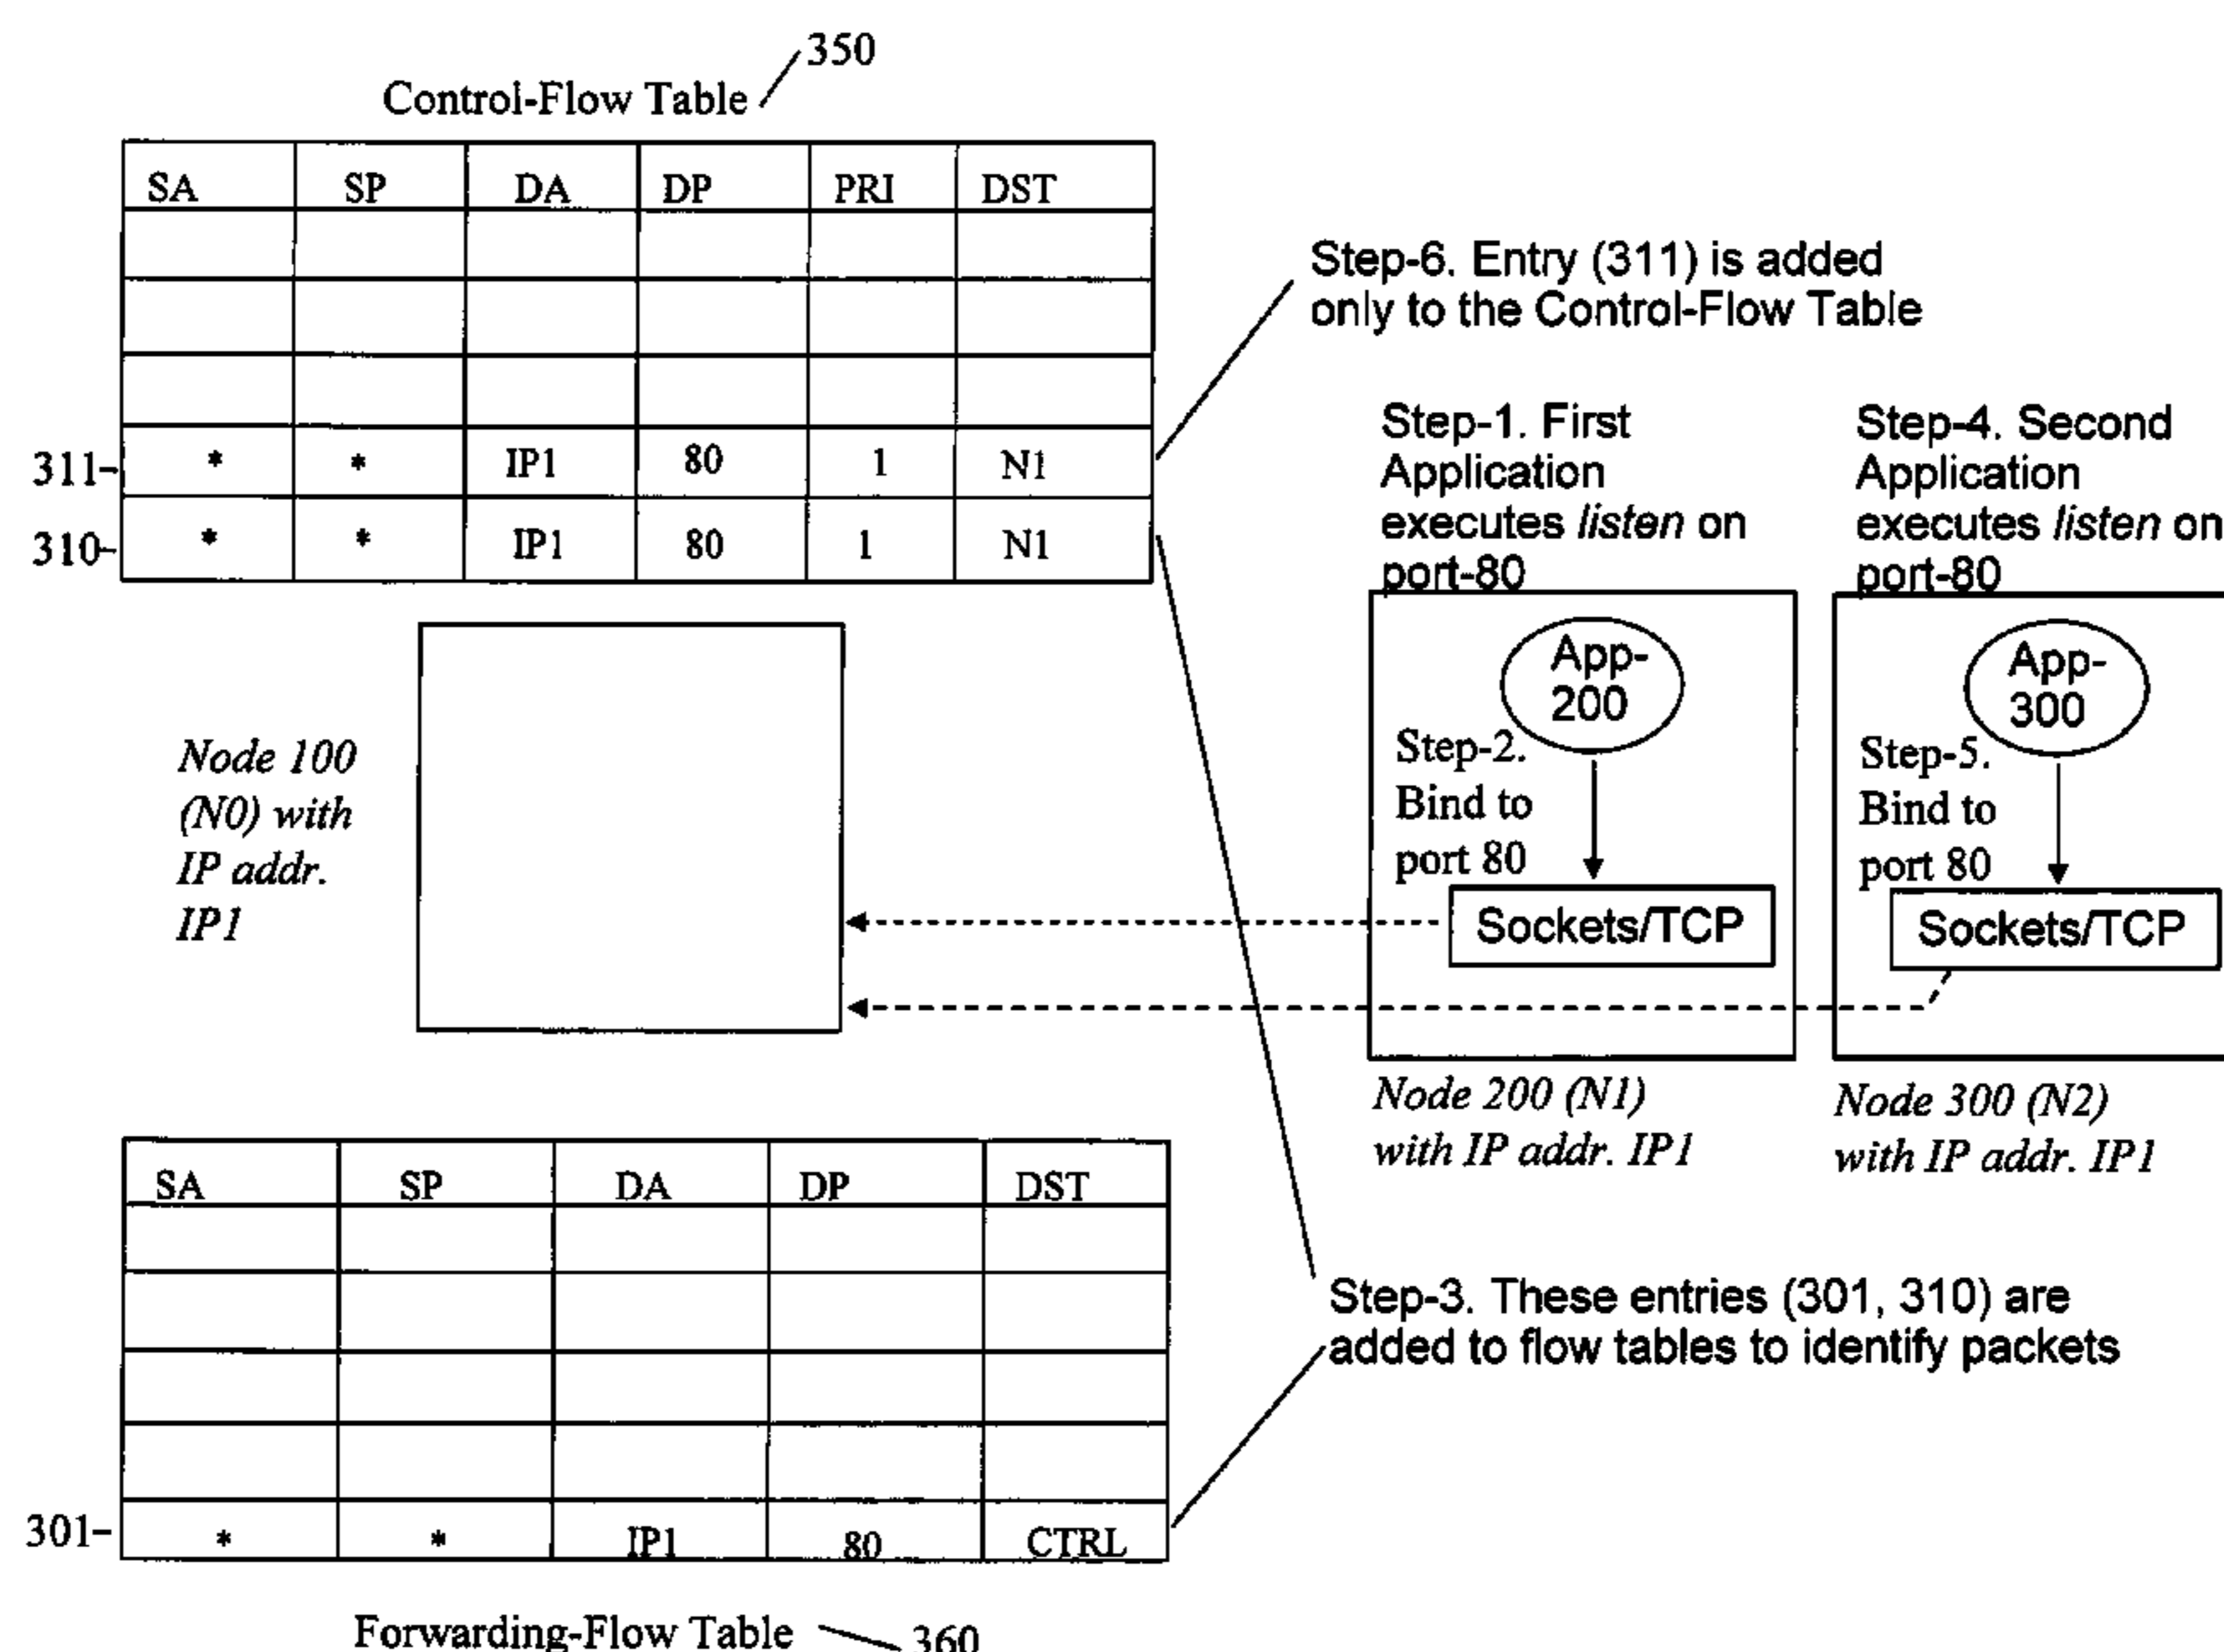 350
Control-Flow Table
SA SP DA DP PRI DST
311- * * IP1 80 1 N1
310- * * IP1 80 1 N1
Step-6. Entry (311) is added
only to the Control-Flow Table
Step-1. First
Application
executes listen on
port-80
Step-4. Second
Application
executes listen on
port-80
Node 100
(N0) with
IP addr.
IP1
App-
200
Step-2.
Bind to
port 80
Sockets/TCP
Node 200 (N1)
with IP addr. IP1
App-
300
Step-5.
Bind to
port 80
Sockets/TCP
Node 300 (N2)
with IP addr. IP1
SA SP DA DP DST
301- * * IP1 80 CTRL
Step-3. These entries (301, 310) are
added to flow tables to identify packets
Forwarding-Flow Table 360